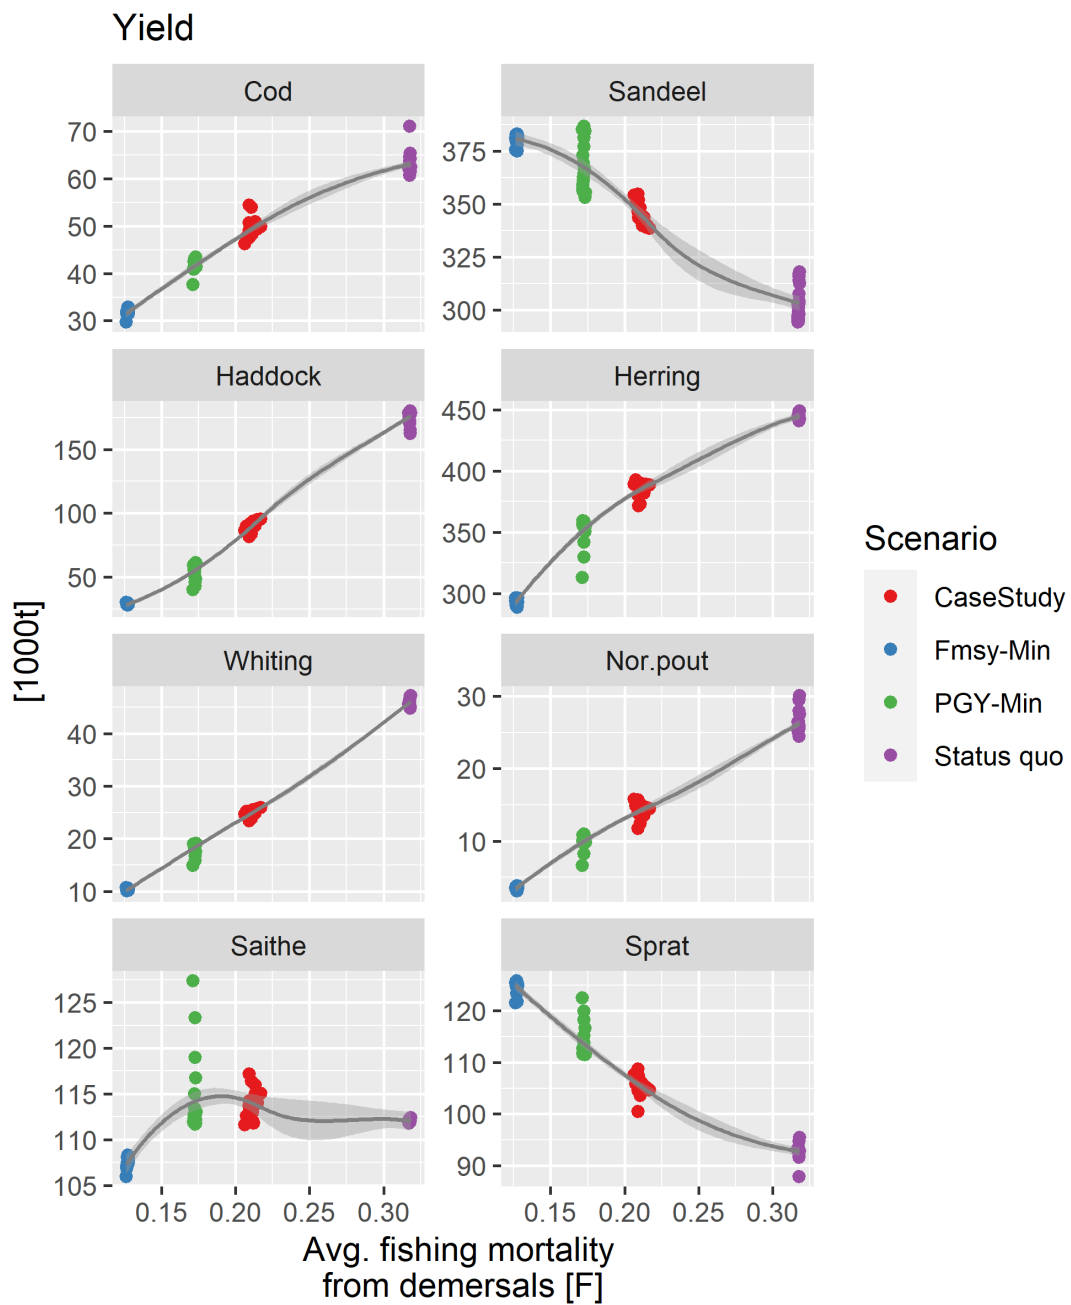 Yield
Cod
Sandeel
70
60
50
40
30
375
350
325
300
Haddock
Herring
150
100
50
450
400
350
300
Whiting
Nor.pout
40
30
20
10
30
20
10
Saithe
Sprat
125
120
115
110
105
120
110
100
90
0.15 0.20 0.25 0.30
0.15 0.20 0.25 0.30
Avg. fishing mortality
from demersals [F]
[1000t]
Scenario
CaseStudy
Fmsy-Min
PGY-Min
Status quo